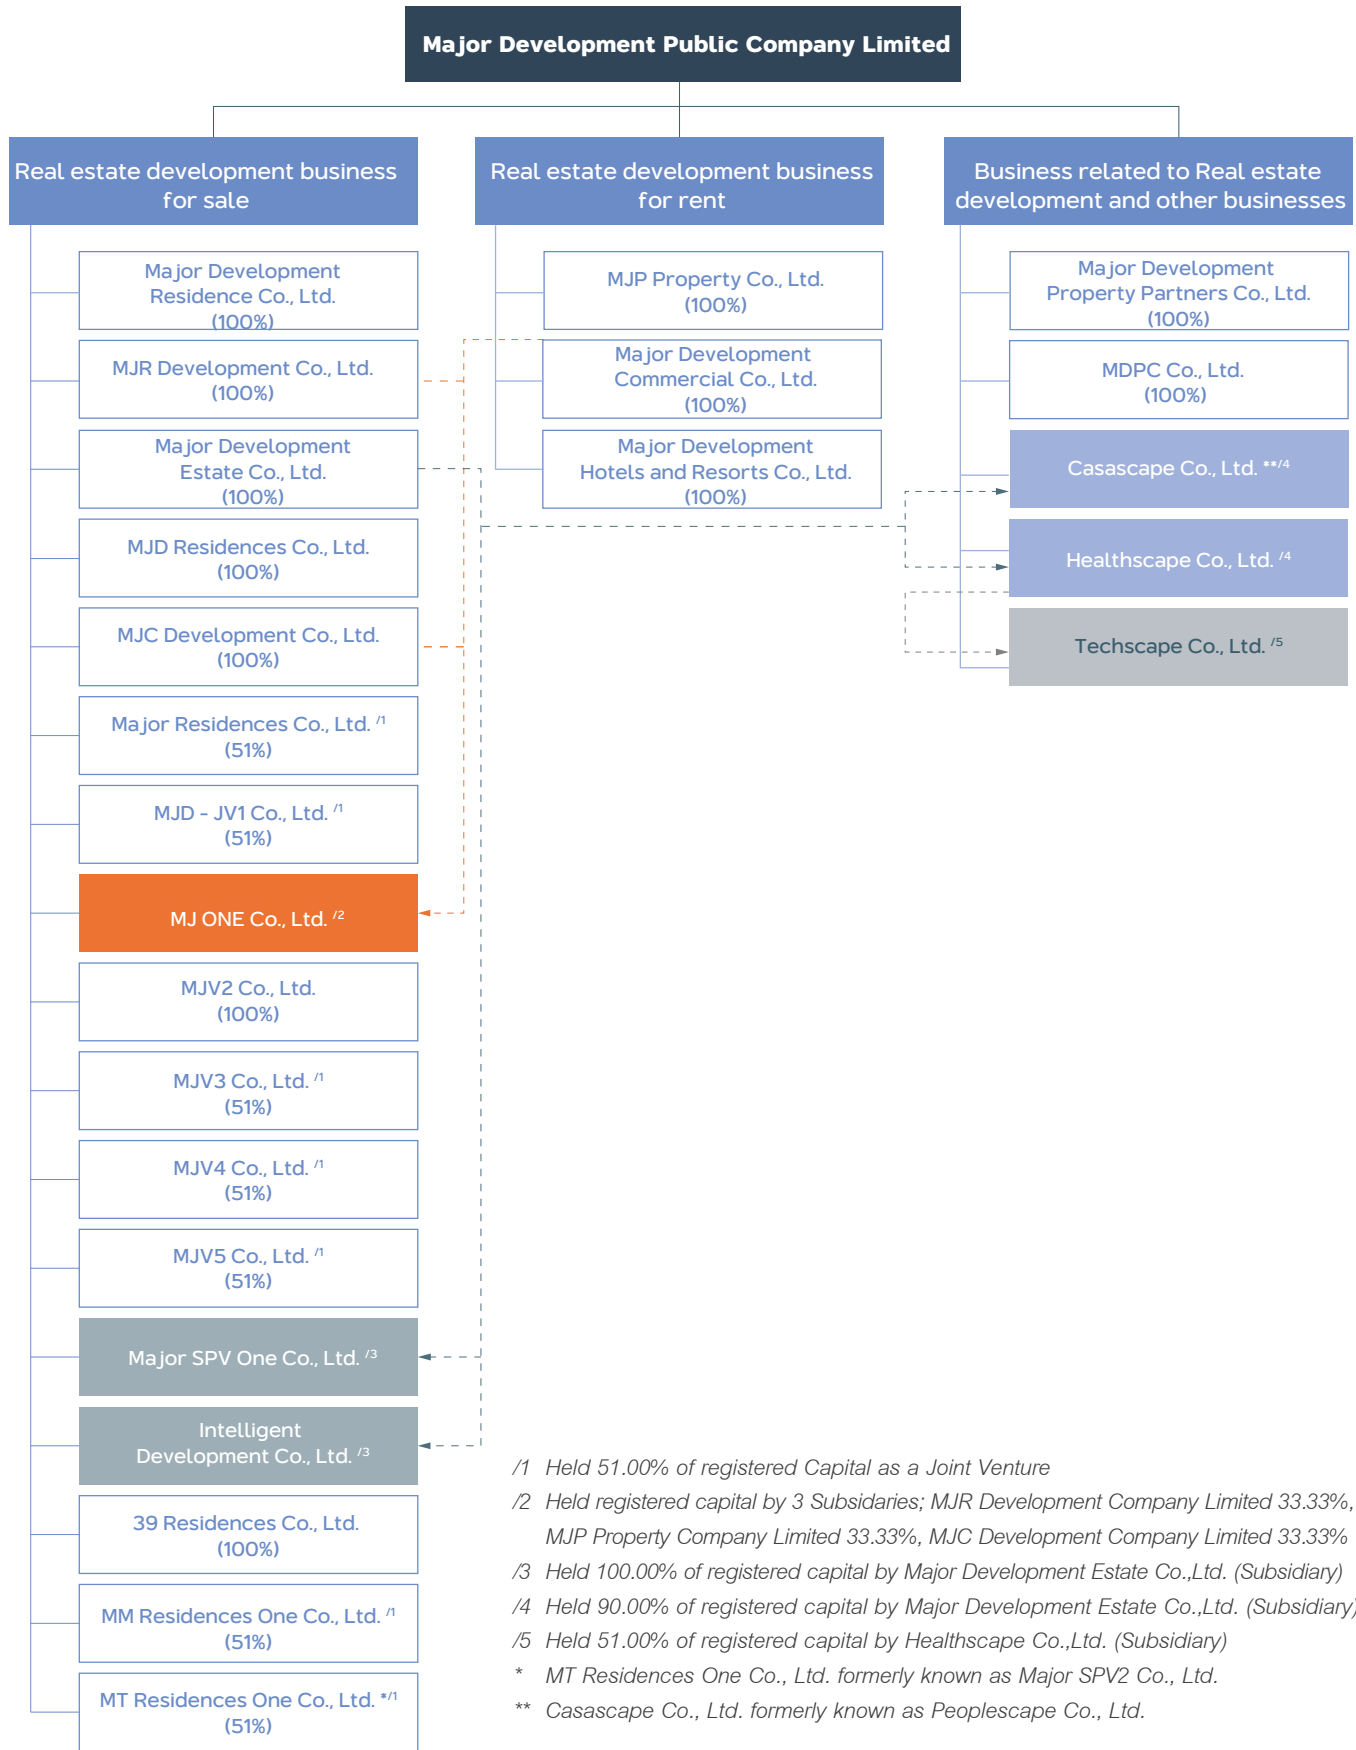 Major Development Public Company Limited
Real estate development business
for sale
Major Development
Residence Co., Ltd.
(100%)
MJR Development Co., Ltd.
(100%)
Major Development
Estate Co., Ltd.
(100%)
MJD Residences Co., Ltd.
(100%)
MJC Development Co., Ltd.
(100%)
Major Residences Co., Ltd. /1
(51%)
MJD - JV1 Co., Ltd. /1
(51%)
MJ ONE Co., Ltd. /2
MJV2 Co., Ltd.
(100%)
MJV3 Co., Ltd. /1
(51%)
MJV4 Co., Ltd. /1
(51%)
MJV5 Co., Ltd. /1
(51%)
Major SPV One Co., Ltd. /3
Intelligent
Development Co., Ltd. /3
39 Residences Co., Ltd.
(100%)
MM Residences One Co., Ltd. /1
(51%)
MT Residences One Co., Ltd. */1
(51%)
Real estate development business
for rent
MJP Property Co., Ltd.
(100%)
Major Development
Commercial Co., Ltd.
(100%)
Major Development
Hotels and Resorts Co., Ltd.
(100%)
Business related to Real estate
development and other businesses
Major Development
Property Partners Co., Ltd.
(100%)
MDPC Co., Ltd.
(100%)
Casascape Co., Ltd. **/4
Healthscape Co., Ltd. /4
Techscape Co., Ltd. /5
/1 Held 51.00% of registered Capital as a Joint Venture
/2 Held registered capital by 3 Subsidaries; MJR Development Company Limited 33.33%,
MJP Property Company Limited 33.33%, MJC Development Company Limited 33.33%
/3 Held 100.00% of registered capital by Major Development Estate Co.,Ltd. (Subsidiary)
/4 Held 90.00% of registered capital by Major Development Estate Co.,Ltd. (Subsidiary)
/5 Held 51.00% of registered capital by Healthscape Co.,Ltd. (Subsidiary)
* MT Residences One Co., Ltd. formerly known as Major SPV2 Co., Ltd.
** Casascape Co., Ltd. formerly known as Peoplescape Co., Ltd.